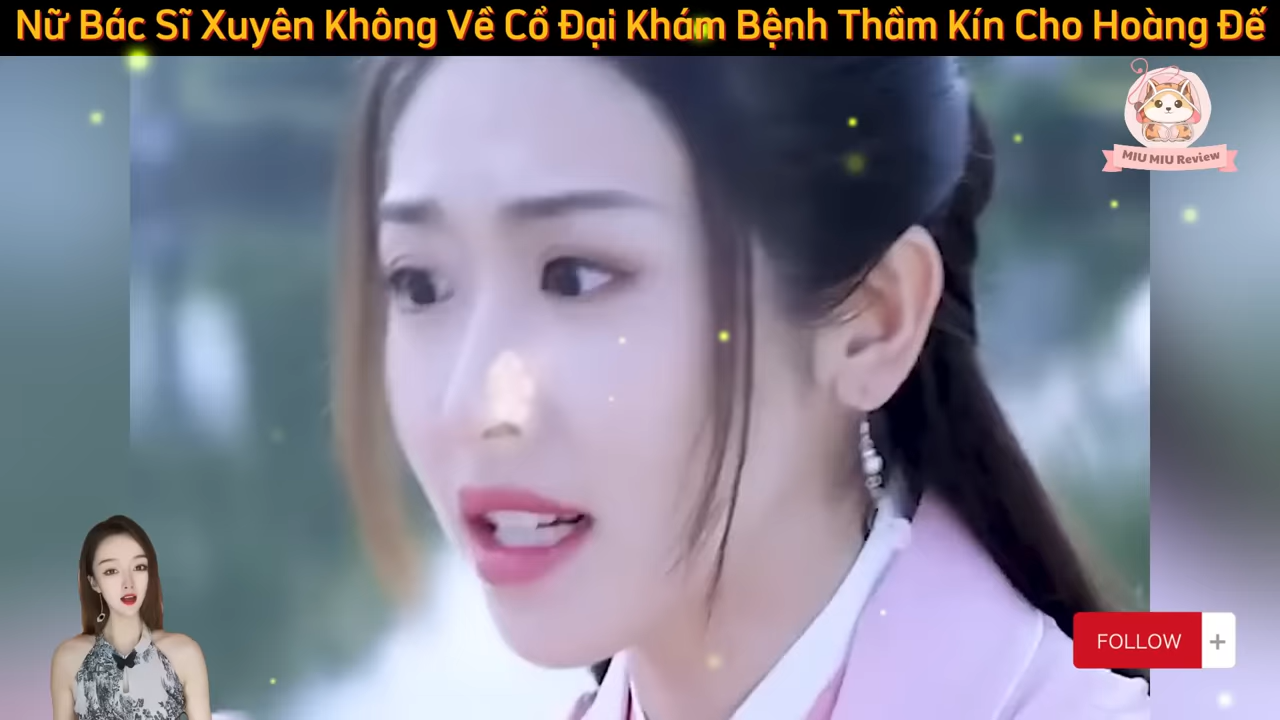 Nữ Bác Sĩ Xuyên Không Về Cổ Đại Khám Bệnh Thầm Kín Cho Hoàng Đế
MIU MIU Review
FOLLOW +